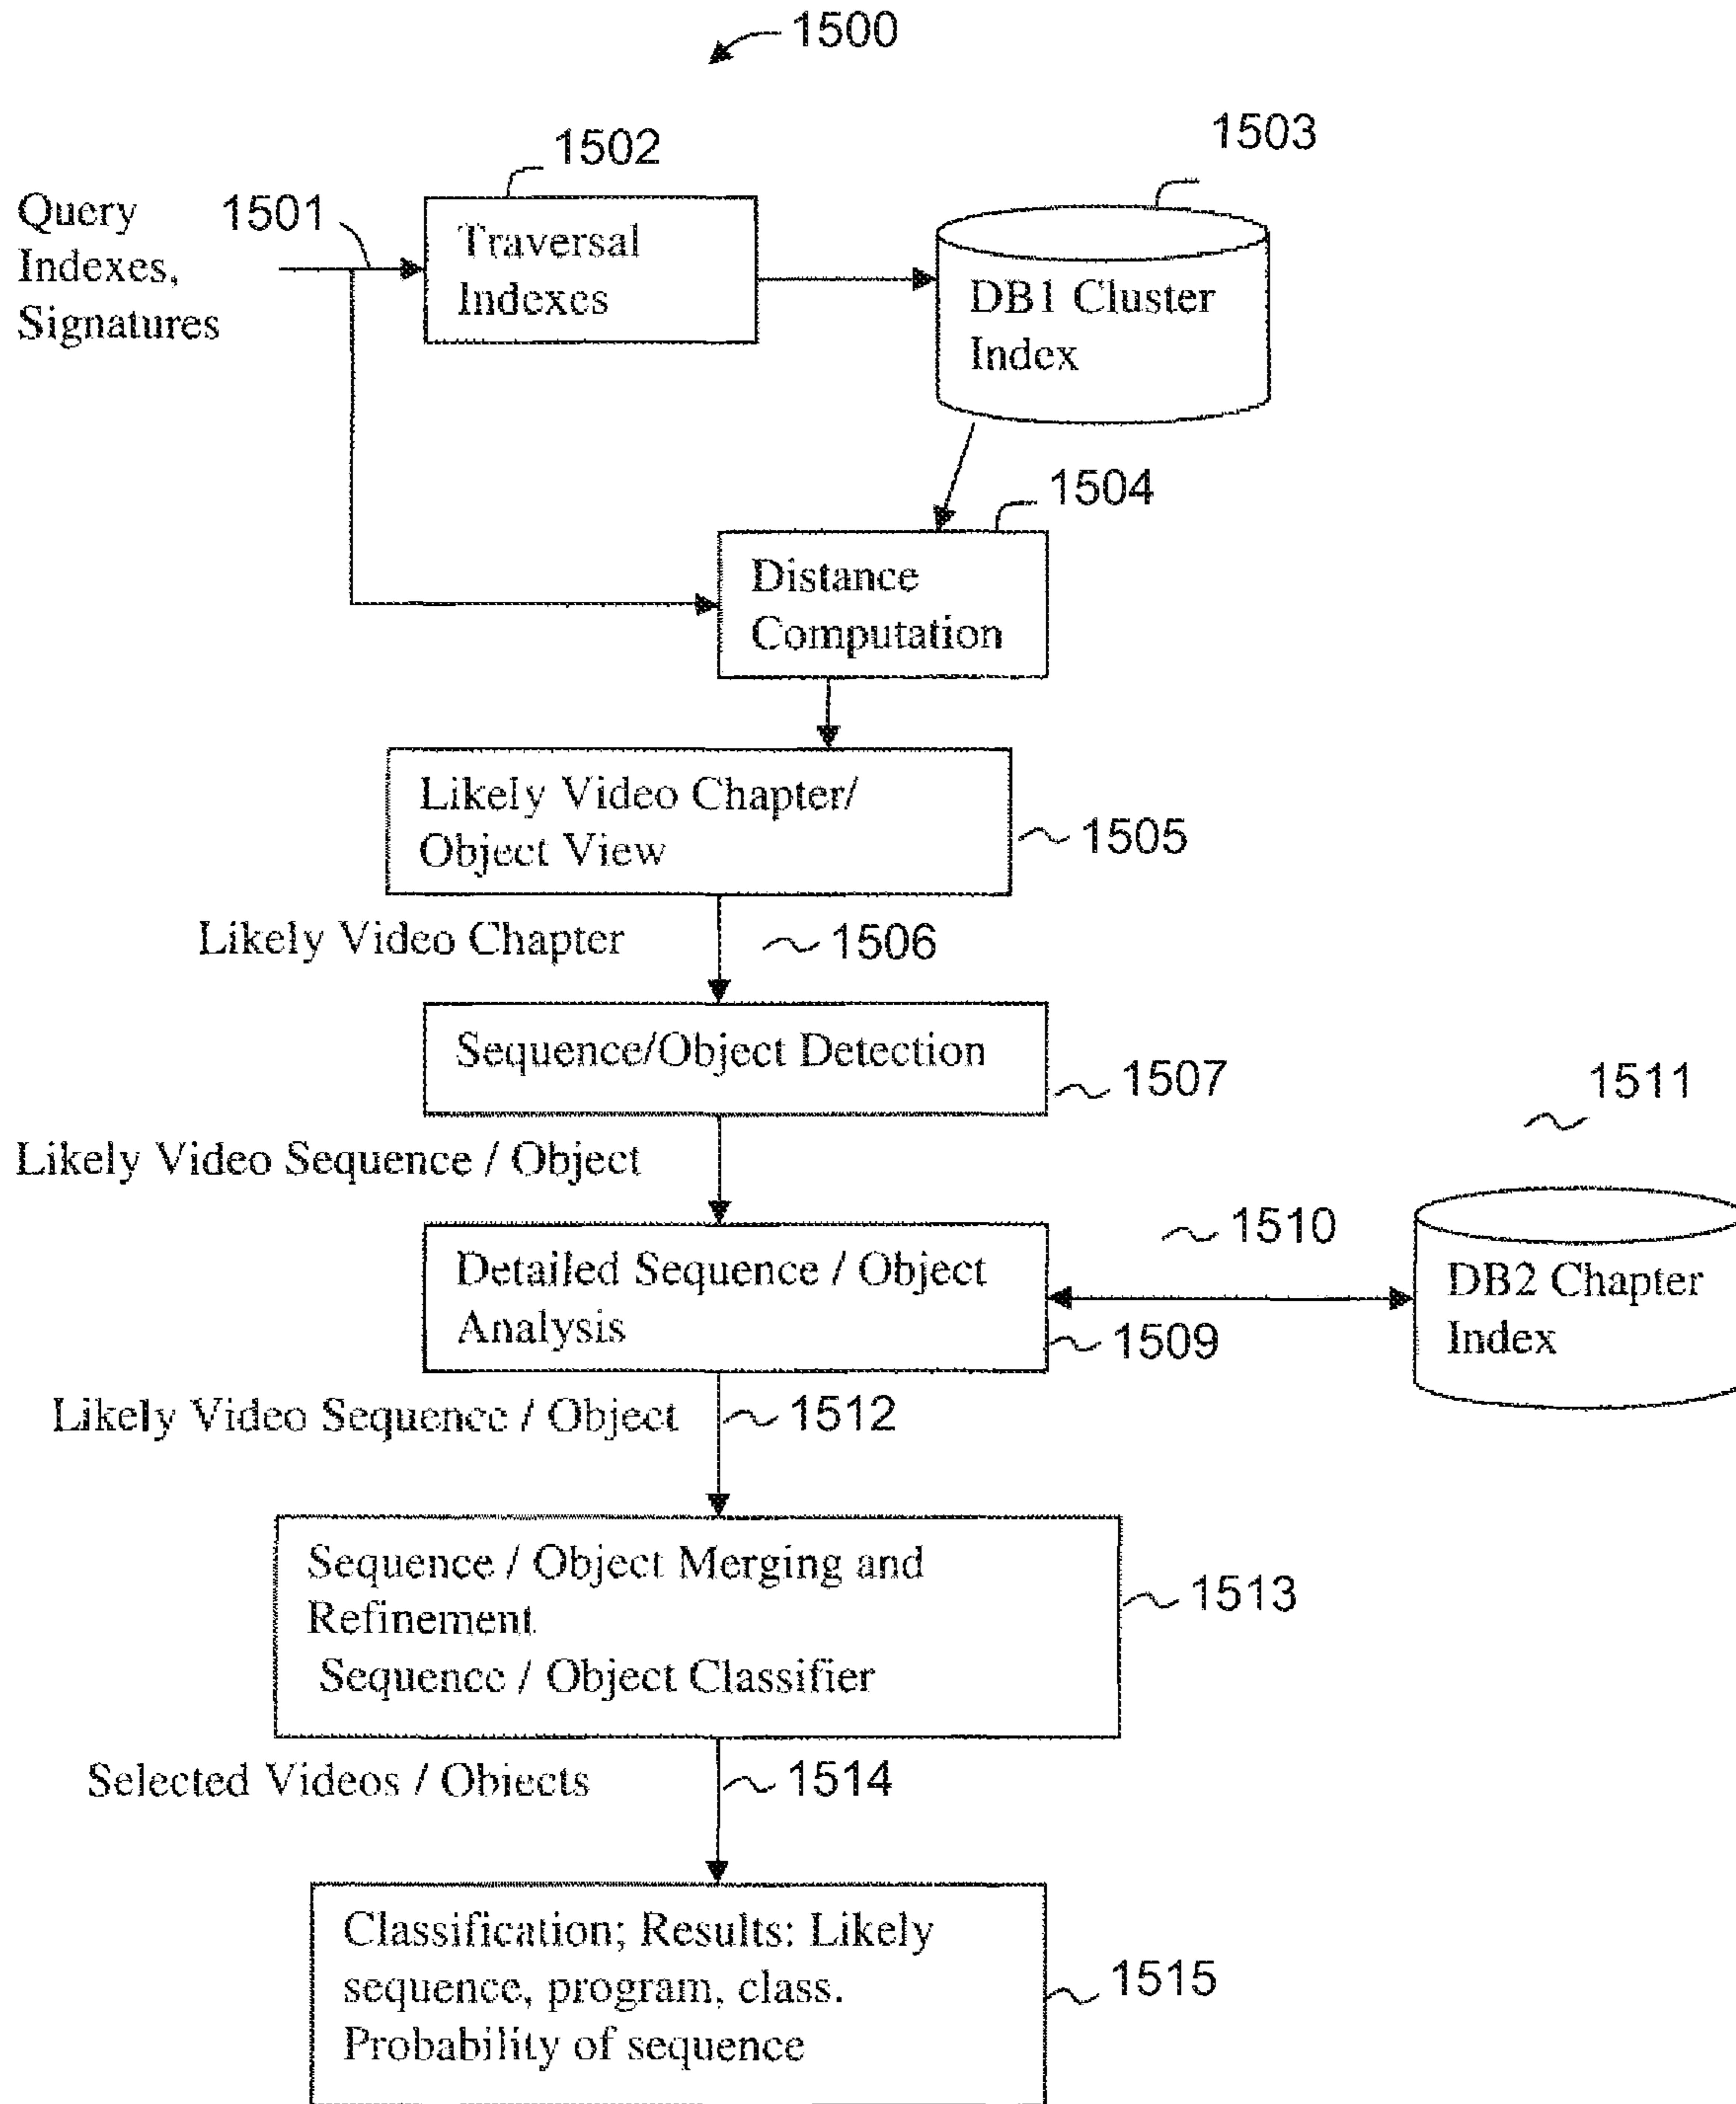 1500
1502
1503
Query
Indexes,
Signatures
1501
Traversal
Indexes
DB1 Cluster
Index
1504
Distance
Computation
Likely Video Chapter/
Object View
1505
Likely Video Chapter
1506
Sequence/Object Detection
1507
1511
Likely Video Sequence / Object
1510
Detailed Sequence / Object
Analysis
1509
DB2 Chapter
Index
Likely Video Sequence / Object
1512
Sequence / Object Merging and
Refinement
Sequence / Object Classifier
1513
Selected Videos / Objects
1514
Classification; Results: Likely
sequence, program, class.
Probability of sequence
1515